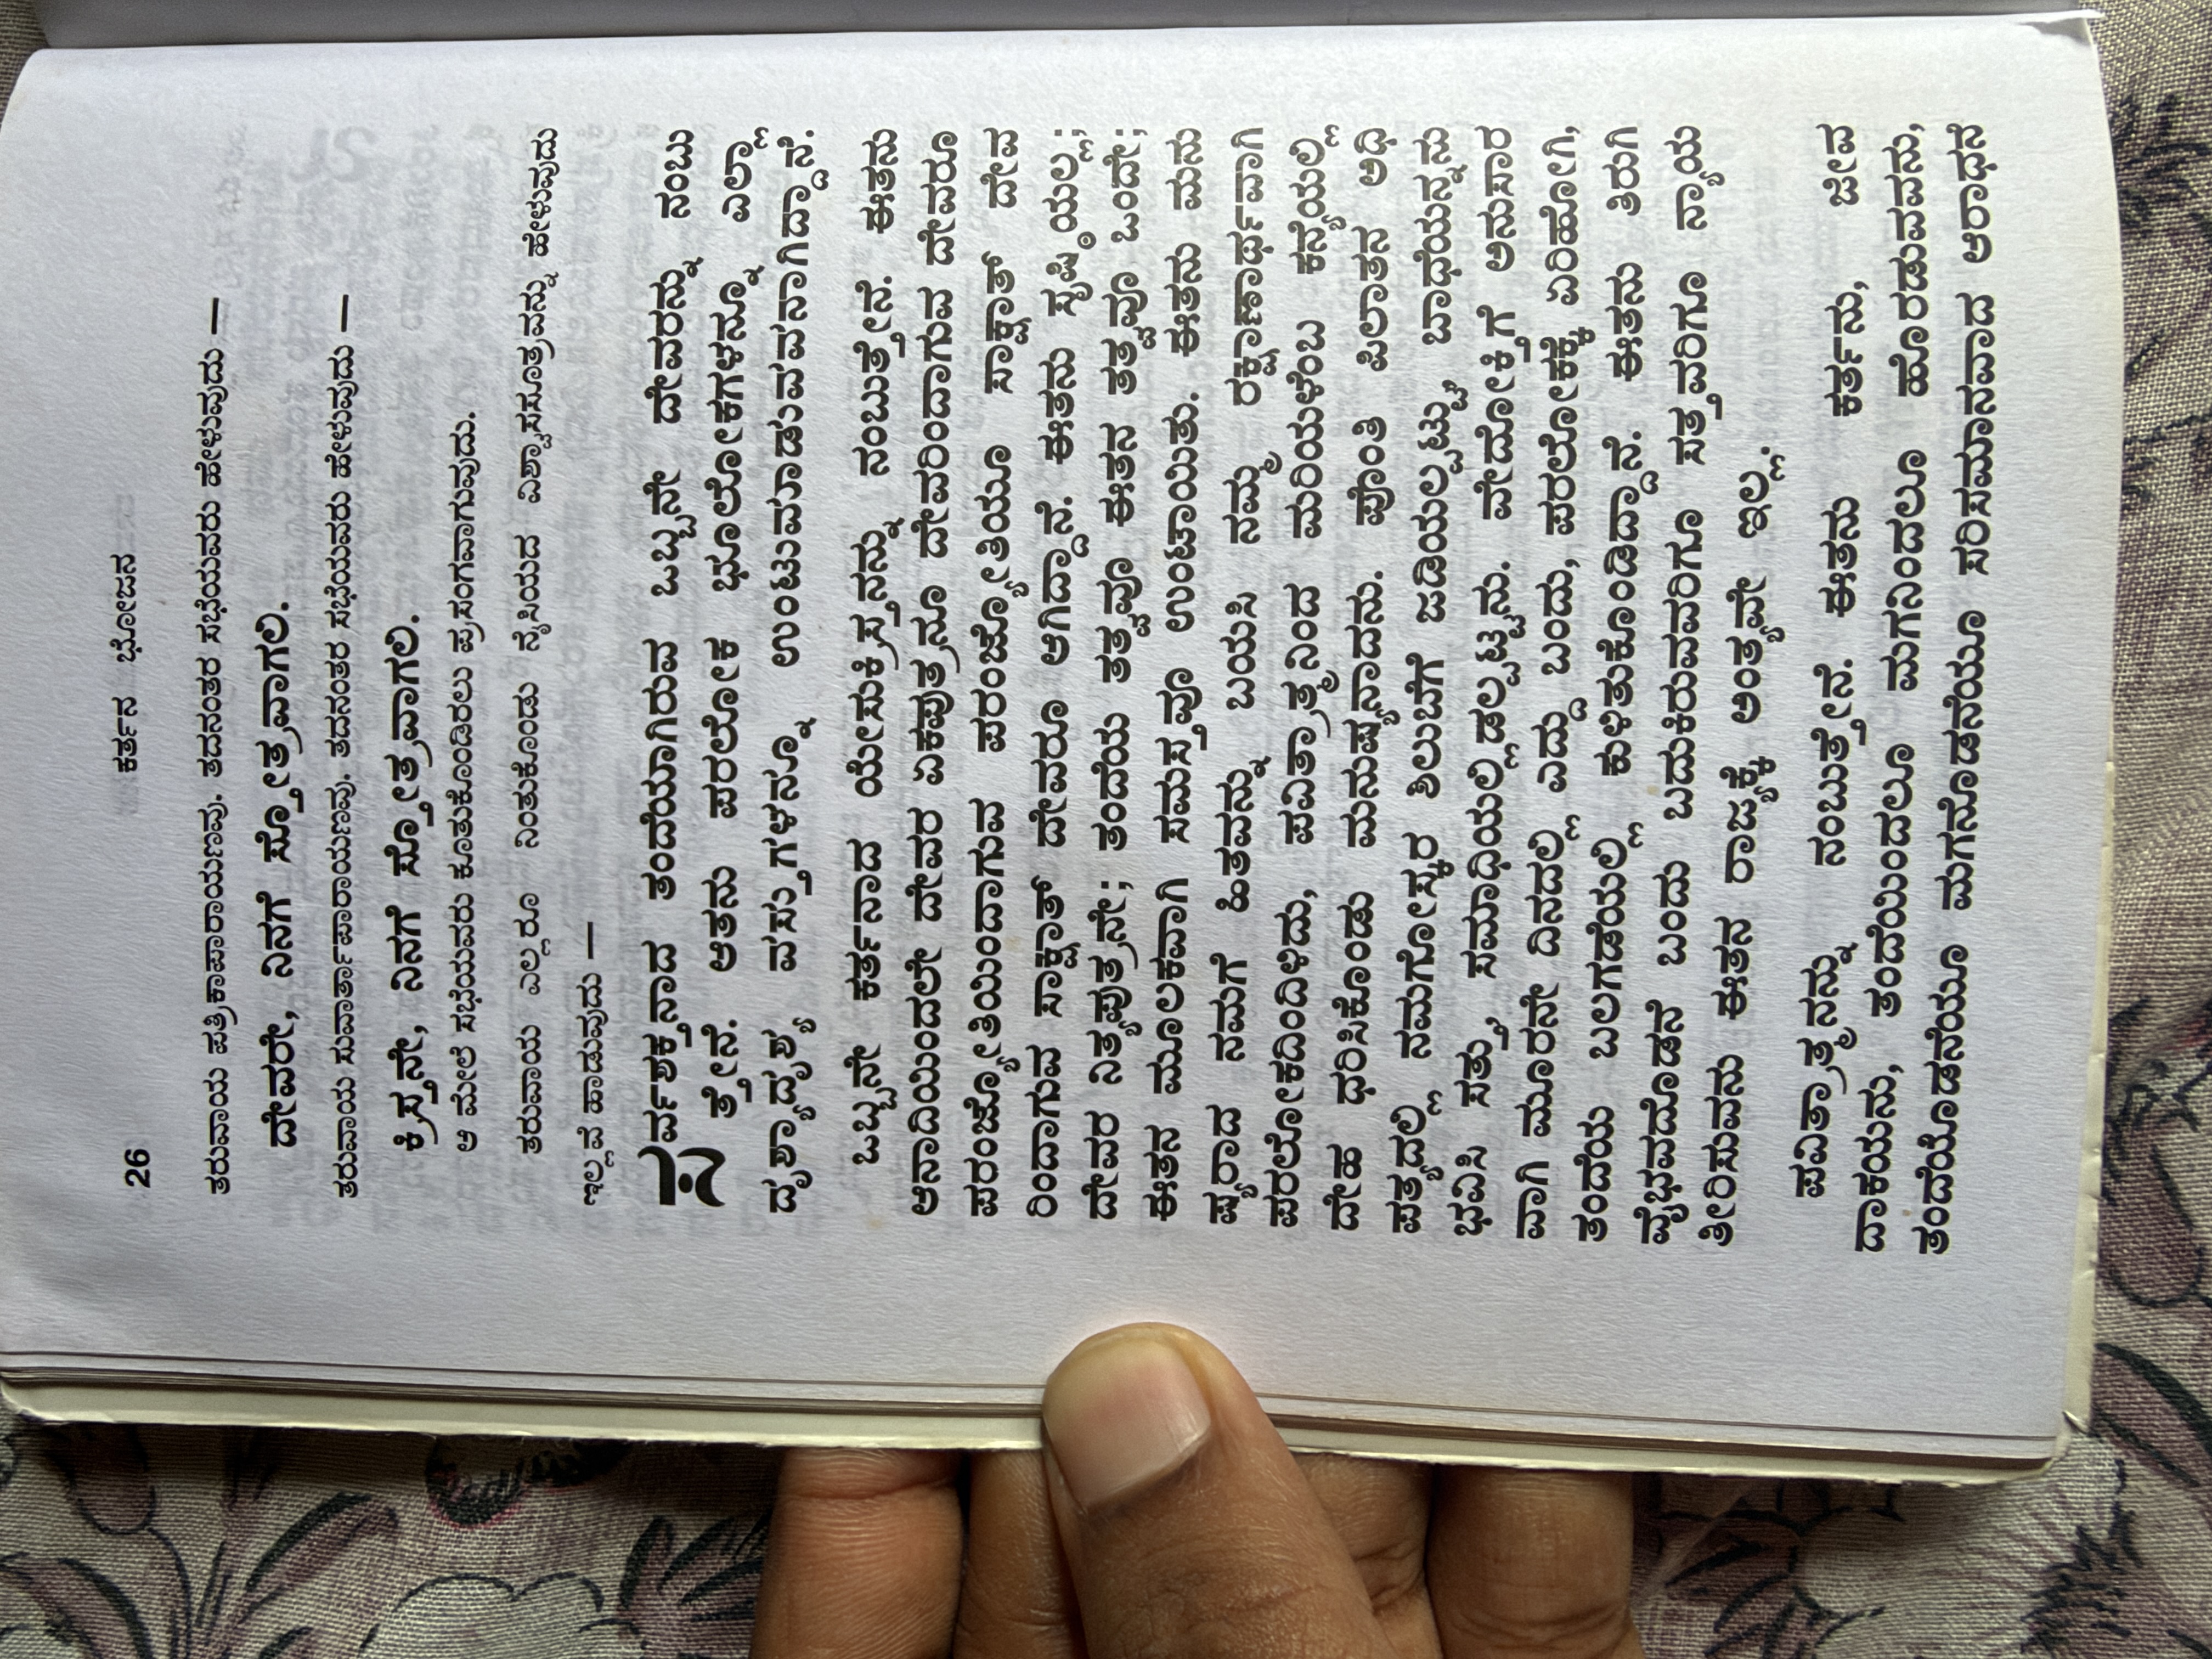 26 ಕರ್ತನ ಭೋಜನ
ತರುವಾಯ ಪತ್ರಿಕಾಪಾರಾಯಣವು. ತದನಂತರ ಸಭೆಯವರು ಹೇಳುವುದು —
ದೇವರೇ, ನಿನಗೆ ಸ್ತೋತ್ರವಾಗಲಿ.
ತರುವಾಯ ಸುವಾರ್ತಾಪಾರಾಯಣವು. ತದನಂತರ ಸಭೆಯವರು ಹೇಳುವುದು —
ಕ್ರಿಸ್ತನೇ, ನಿನಗೆ ಸ್ತೋತ್ರವಾಗಲಿ.
ಆ ಮೇಲೆ ಸಭೆಯವರು ಕೂತುಕೊಂಡಿರಲು ಪ್ರಸಂಗವಾಗುವುದು.
ತರುವಾಯ ಎಲ್ಲರೂ ನಿಂತುಕೊಂಡು ನೈಸಿಯದ ವಿಶ್ವಾಸಸೂತ್ರವನ್ನು ಹೇಳುವುದು
ಇಲ್ಲವೆ ಹಾಡುವುದು —
ಸರ್ವಶಕ್ತನಾದ ತಂದೆಯಾಗಿರುವ ಒಬ್ಬನೇ ದೇವರನ್ನು ನಂಬು
ತ್ತೇನೆ. ಆತನು ಪರಲೋಕ ಭೂಲೋಕಗಳನ್ನೂ ಎಲ್ಲಾ
ದೃಶ್ಯಾದೃಶ್ಯ ವಸ್ತುಗಳನ್ನೂ ಉಂಟುಮಾಡುವವನಾಗಿದ್ದಾನೆ.
ಒಬ್ಬನೇ ಕರ್ತನಾದ ಯೇಸುಕ್ರಿಸ್ತನನ್ನು ನಂಬುತ್ತೇನೆ. ಈತನು
ಆನಾದಿಯಿಂದಲೇ ದೇವರ ಏಕಪುತ್ರನೂ ದೇವರಿಂದಾಗುವ ದೇವರೂ
ಪರಂಜ್ಯೋತಿಯಿಂದಾಗುವ ಪರಂಜ್ಯೋತಿಯೂ ಸಾಕ್ಷಾತ್ ದೇವ
ರಿಂದಾಗುವ ಸಾಕ್ಷಾತ್ ದೇವರೂ ಆಗಿದ್ದಾನೆ. ಈತನು ಸೃಷ್ಠಿಯಲ್ಲ;
ದೇವರ ನಿತ್ಯಪುತ್ರನೇ; ತಂದೆಯ ತತ್ವವೂ ಈತನ ತತ್ವವೂ ಒಂದೇ;
ಈತನ ಮೂಲಕವಾಗಿ ಸಮಸ್ತವೂ ಉಂಟಾಯಿತು. ಈತನು ಮನು
ಷ್ಯರಾದ ನಮಗೆ ಹಿತವನ್ನು ಬಯಸಿ ನಮ್ಮ ರಕ್ಷಾಣಾರ್ಥವಾಗಿ
ಪರಲೋಕದಿಂದಿಳಿದು, ಪವಿತ್ರಾತ್ಮನಿಂದ ಮರಿಯಳೆಂಬ ಕನ್ಯೆಯಲ್ಲಿ
ದೇಹ ಧರಿಸಿಕೊಂಡು ಮನುಷ್ಯನಾದನು. ಪೊಂತಿ ಪಿಲಾತನ ಅಧಿ
ಪತ್ಯದಲ್ಲಿ ನಮಗೋಸ್ಕರ ಶಿಲುಬೆಗೆ ಜಡಿಯಲ್ಪಟ್ಟು, ಬಾಧೆಯನ್ನನು
ಭವಿಸಿ ಸತ್ತು, ಸಮಾಧಿಯಲ್ಲಿಡಲ್ಪಟ್ಟನು. ವೇದೋಕ್ತಿಗೆ ಅನುಸಾರ
ವಾಗಿ ಮೂರನೇ ದಿನದಲ್ಲಿ ಎದ್ದು ಬಂದು, ಪರಲೋಕಕ್ಕೆ ಏರಿಹೋಗಿ,
ತಂದೆಯ ಬಲಗಡೆಯಲ್ಲಿ ಕುಳಿತುಕೊಂಡಿದ್ದಾನೆ. ಈತನು ತಿರುಗಿ
ವೈಭವದೊಡನೆ ಬಂದು ಬದುಕಿರುವವರಿಗೂ ಸತ್ತವರಿಗೂ ನ್ಯಾಯ
ತೀರಿಸುವನು ಈತನ ರಾಜ್ಯಕ್ಕೆ ಅಂತ್ಯವೇ ಇಲ್ಲ.
ಪವಿತ್ರಾತ್ಮನನ್ನು ನಂಬುತ್ತೇನೆ. ಈತನು ಕರ್ತನು, ಜೀವ
ದಾಕಯನು, ತಂದೆಯಿಂದಲೂ ಮಗನಿಂದಲೂ ಹೊರಡುವವನು,
ತಂದೆಯೊಡನೆಯೂ ಮಗನೊಡನೆಯೂ ಸರಿಸಮಾನವಾದ ಆರಾಧನೆ